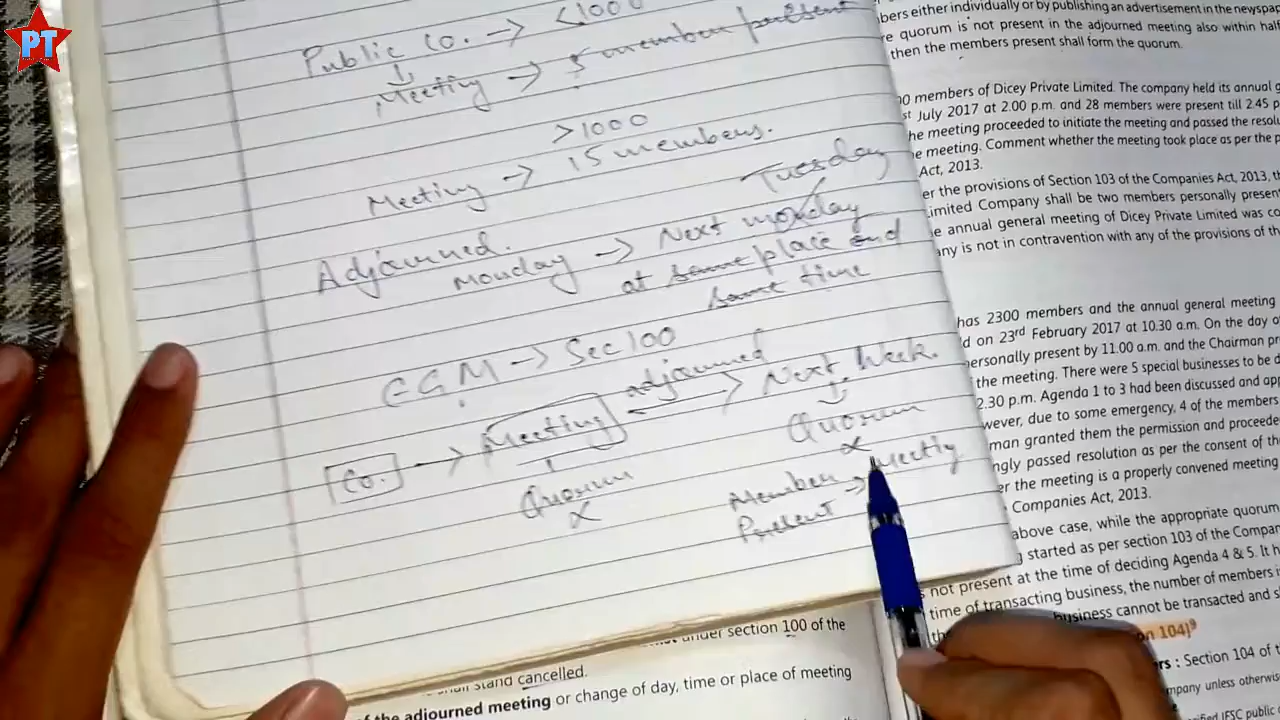 PT
Public Co. → <1000
Meeting → 5 member present
>1000
Meeting → 15 members.
Tuesday
Adjourned.
Monday → Next monday
at same place and
same time
EGM → Sec 100
Co. → Meeting adjourned → Next Week.
Quorum
x
Quorum
x
Member
Present → Meeting
bers either individually or by publishing an advertisement in the newspap
re quorum is not present in the adjourned meeting also within hal
then the members present shall form the quorum.
0 members of Dicey Private Limited. The company held its annual g
st July 2017 at 2.00 p.m. and 28 members were present till 2.45 p
he meeting proceeded to initiate the meeting and passed the resol
e meeting. Comment whether the meeting took place as per the p
Act, 2013.
er the provisions of Section 103 of the Companies Act, 2013, t
imited Company shall be two members personally presen
e annual general meeting of Dicey Private Limited was co
any is not in contravention with any of the provisions of th
has 2300 members and the annual general meeting
d on 23rd February 2017 at 10.30 a.m. On the day o
personally present by 11.00 a.m. and the Chairman pr
the meeting. There were 5 special businesses to be a
2.30 p.m. Agenda 1 to 3 had been discussed and app
wever, due to some emergency, 4 of the members
man granted them the permission and proceede
ngly passed resolution as per the consent of th
er the meeting is a properly convened meeting
Companies Act, 2013.
above case, while the appropriate quorum
started as per section 103 of the Compan
not present at the time of deciding Agenda 4 & 5. It h
time of transacting business, the number of members i
the business cannot be transacted and s
on 104]
rs : Section 104 of t
mpany unless otherwis
ified IFSC public
under section 100 of the
shall stand cancelled.
the adjourned meeting or change of day, time or place of meeting